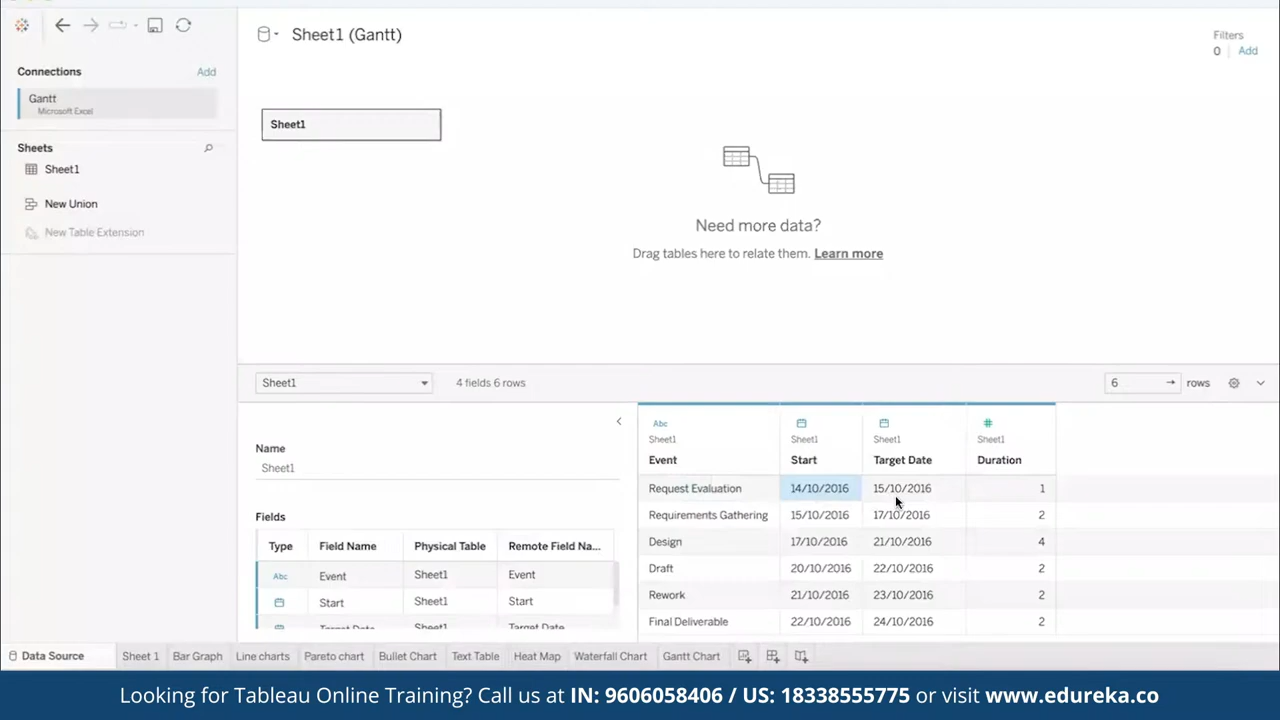 Sheet1 (Gantt)
Filters
0 | Add
Connections Add
Gantt
Microsoft Excel
Sheet1
Sheets
Sheet1
New Union
New Table Extension
Need more data?
Drag tables here to relate them. Learn more
Sheet1 4 fields 6 rows 6 rows
Name
Sheet1
Fields
Type Field Name Physical Table Remote Field Na...
Abc Event Sheet1 Event
Start Sheet1 Start
Target Date Sheet1 Target Date
Abc #
Sheet1 Sheet1 Sheet1 Sheet1
Event Start Target Date Duration
Request Evaluation 14/10/2016 15/10/2016 1
Requirements Gathering 15/10/2016 17/10/2016 2
Design 17/10/2016 21/10/2016 4
Draft 20/10/2016 22/10/2016 2
Rework 21/10/2016 23/10/2016 2
Final Deliverable 22/10/2016 24/10/2016 2
Data Source Sheet 1 Bar Graph Line charts Pareto chart Bullet Chart Text Table Heat Map Waterfall Chart Gantt Chart
Looking for Tableau Online Training? Call us at IN: 9606058406 / US: 18338555775 or visit www.edureka.co